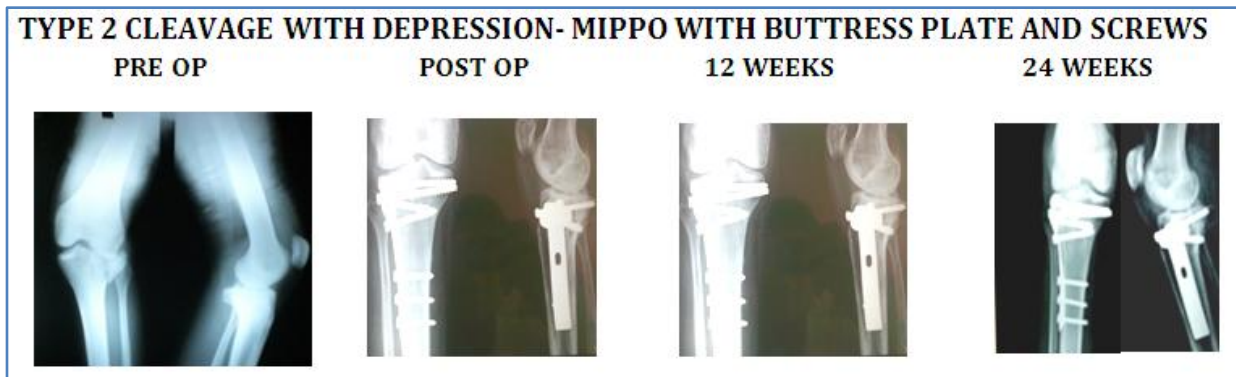 TYPE 2 CLEAVAGE WITH DEPRESSION- MIPPO WITH BUTTRESS PLATE AND SCREWS
PRE OP POST OP 12 WEEKS 24 WEEKS